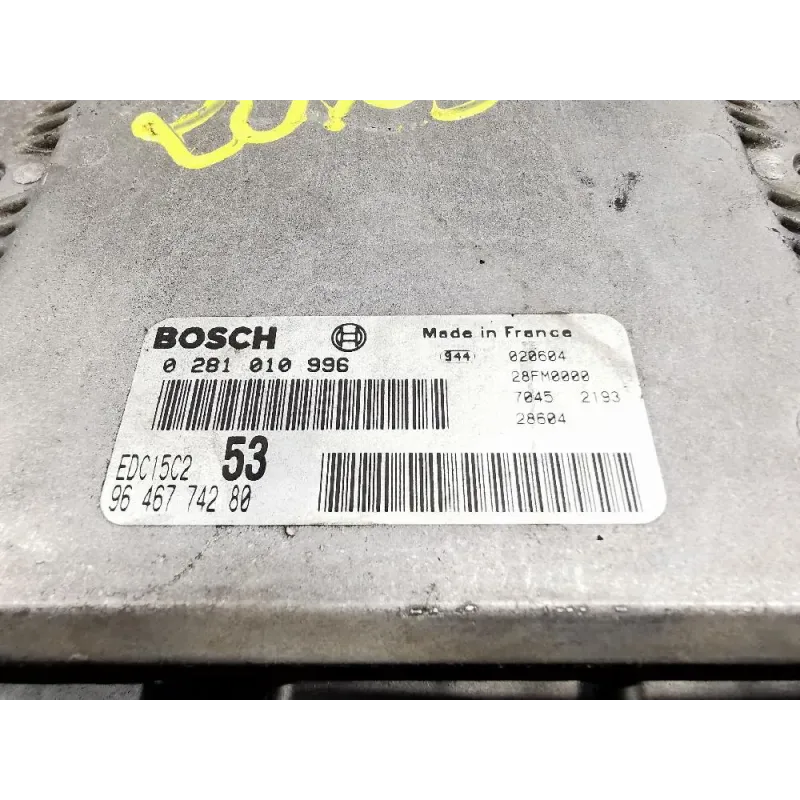 BOSCH
Made in France
0 281 010 996
944 020604
28FM0000
7045 2193
28604
EDC15C2 53
96 467 742 80